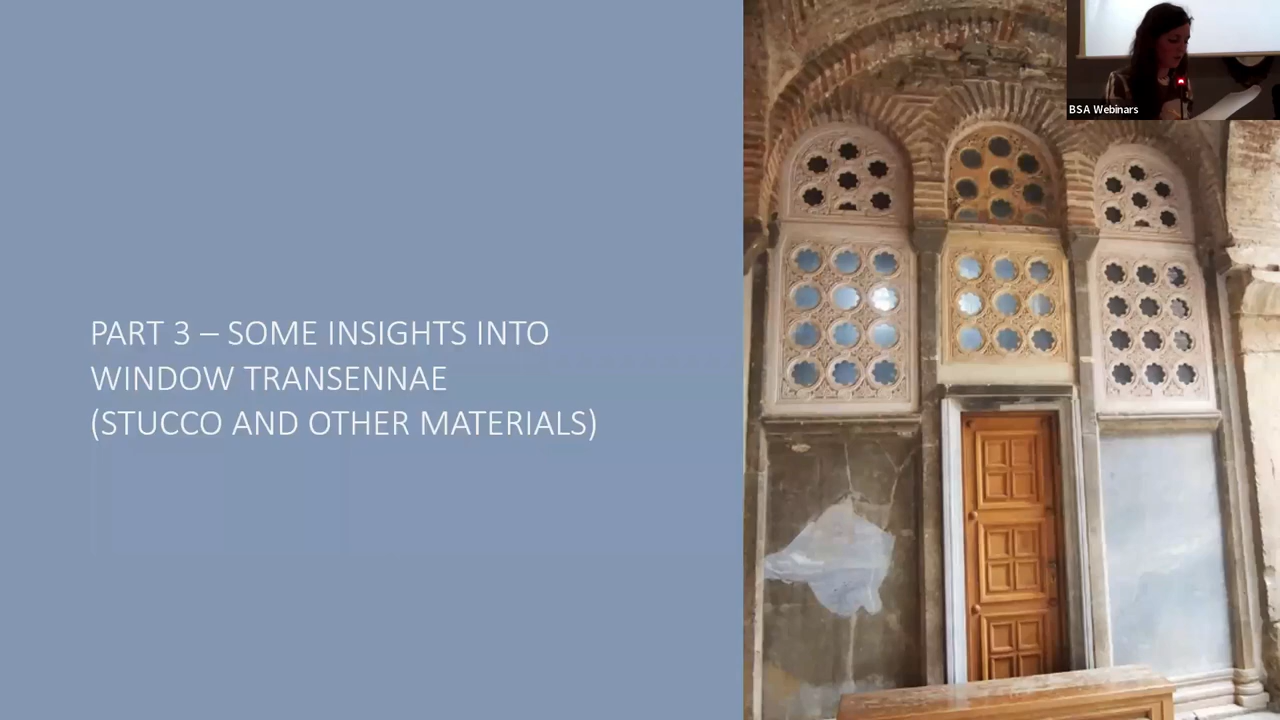 PART 3 – SOME INSIGHTS INTO
WINDOW TRANSENNAE
(STUCCO AND OTHER MATERIALS)
BSA Webinars